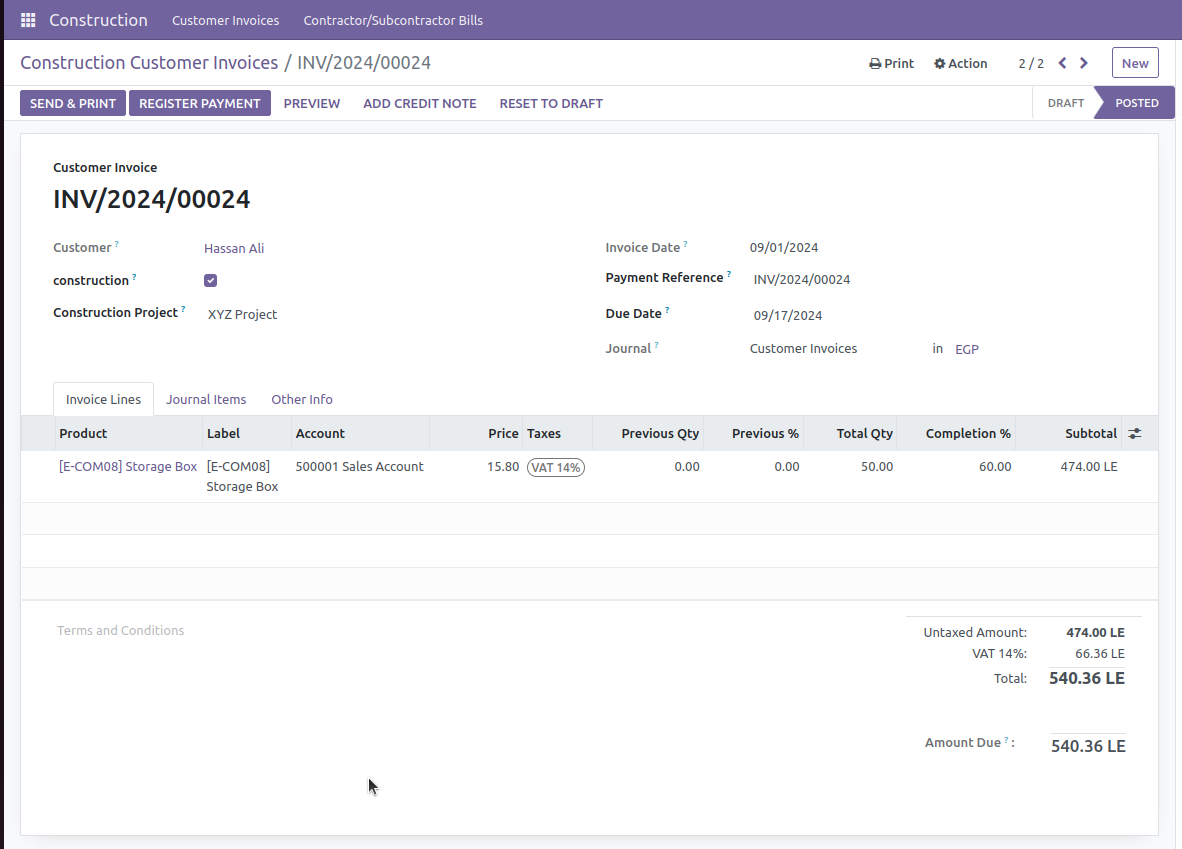 Construction Customer Invoices Contractor/Subcontractor Bills
Construction Customer Invoices / INV/2024/00024 Print Action 2 / 2 New
SEND & PRINT REGISTER PAYMENT PREVIEW ADD CREDIT NOTE RESET TO DRAFT DRAFT POSTED
Customer Invoice
INV/2024/00024
Customer ? Hassan Ali Invoice Date ? 09/01/2024
construction ? Payment Reference ? INV/2024/00024
Construction Project ? XYZ Project Due Date ? 09/17/2024
Journal ? Customer Invoices in EGP
Invoice Lines Journal Items Other Info
Product Label Account Price Taxes Previous Qty Previous % Total Qty Completion % Subtotal
[E-COM08] Storage Box [E-COM08] 500001 Sales Account 15.80 VAT 14% 0.00 0.00 50.00 60.00 474.00 LE
Storage Box
Terms and Conditions Untaxed Amount: 474.00 LE
VAT 14%: 66.36 LE
Total: 540.36 LE
Amount Due ? : 540.36 LE